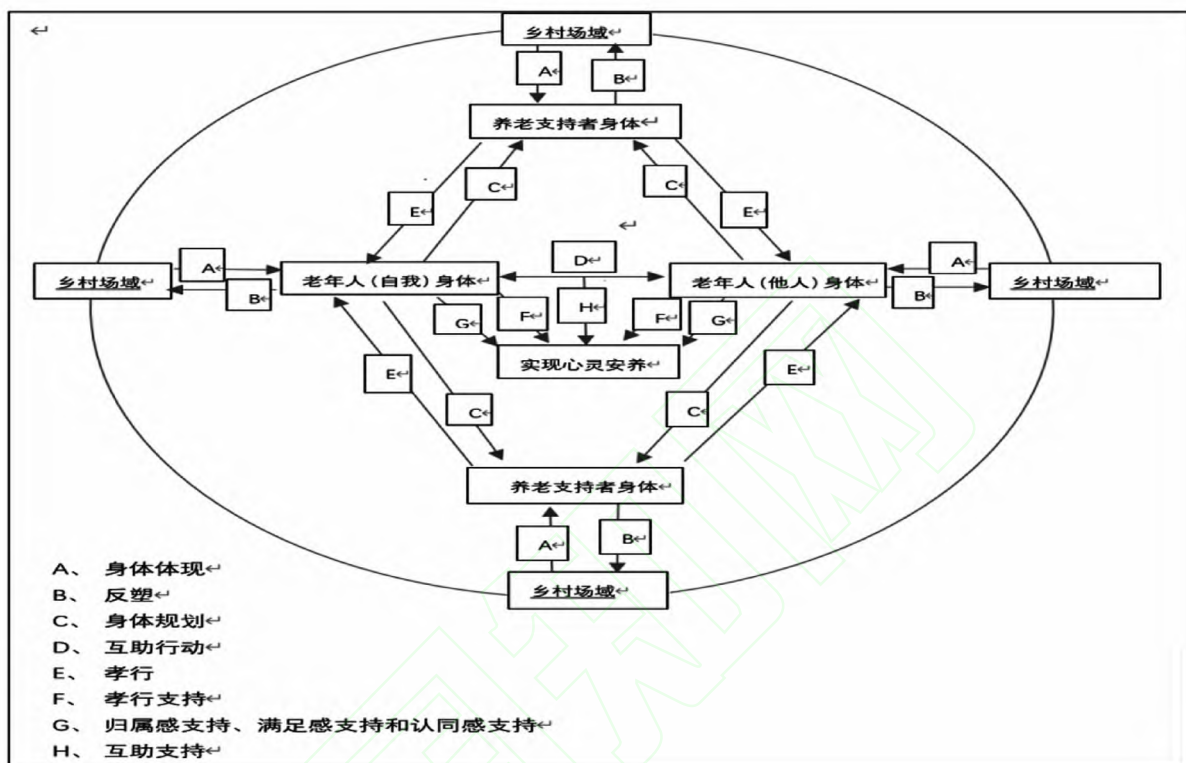 乡村场域
A
B
养老支持者身体
E
C
C
E
D
乡村场域
A
B
老年人（自我）身体
老年人（他人）身体
A
B
乡村场域
H
G
F
F
G
实现心灵安养
E
C
C
E
养老支持者身体
A
B
乡村场域
A、 身体体现
B、 反塑
C、 身体规划
D、 互助行动
E、 孝行
F、 孝行支持
G、 归属感支持、满足感支持和认同感支持
H、 互助支持